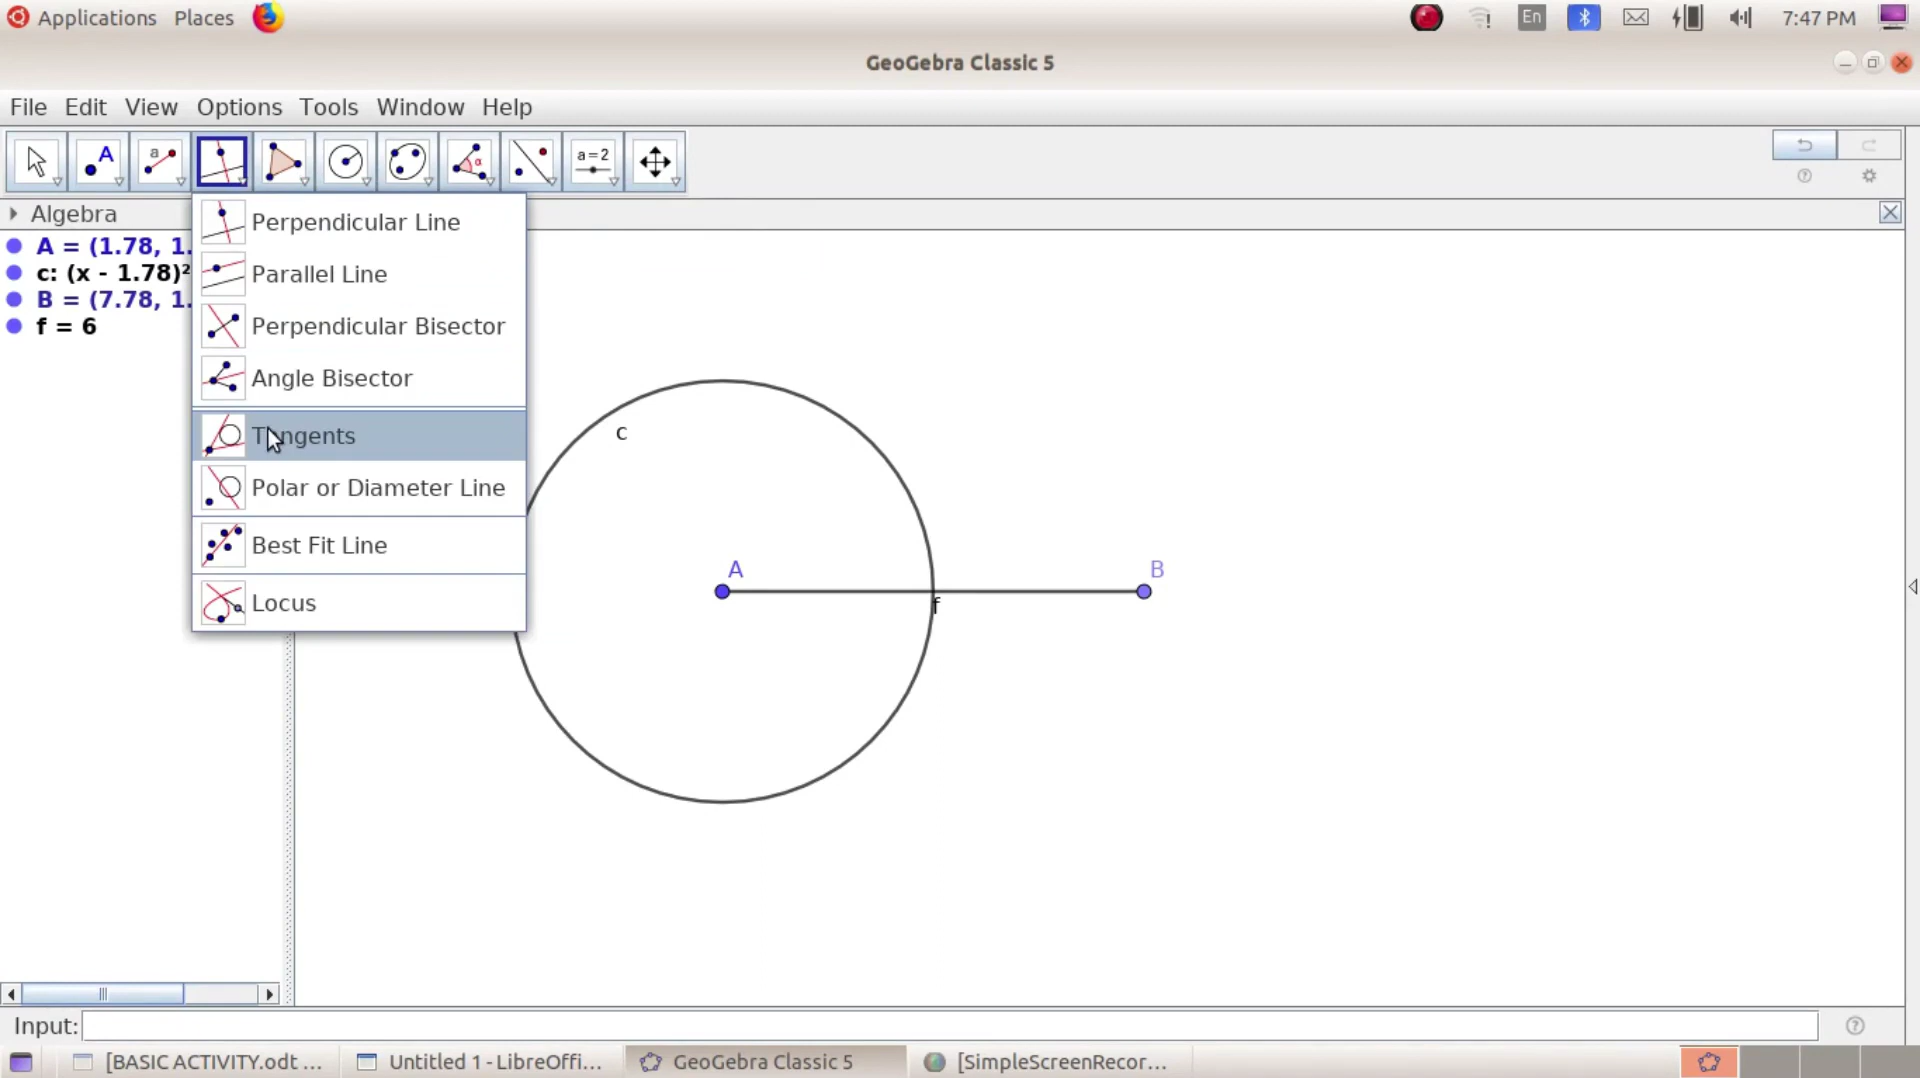 Applications Places En 7:47 PM
GeoGebra Classic 5
File Edit View Options Tools Window Help
A a α a=2
Algebra
A = (1.78, 1.
c: (x - 1.78)²
B = (7.78, 1.
f = 6
Perpendicular Line
Parallel Line
Perpendicular Bisector
Angle Bisector
Tangents
Polar or Diameter Line
Best Fit Line
Locus
c
A
B
f
Input:
[BASIC ACTIVITY.odt ... Untitled 1 - LibreOffi... GeoGebra Classic 5 [SimpleScreenRecor...